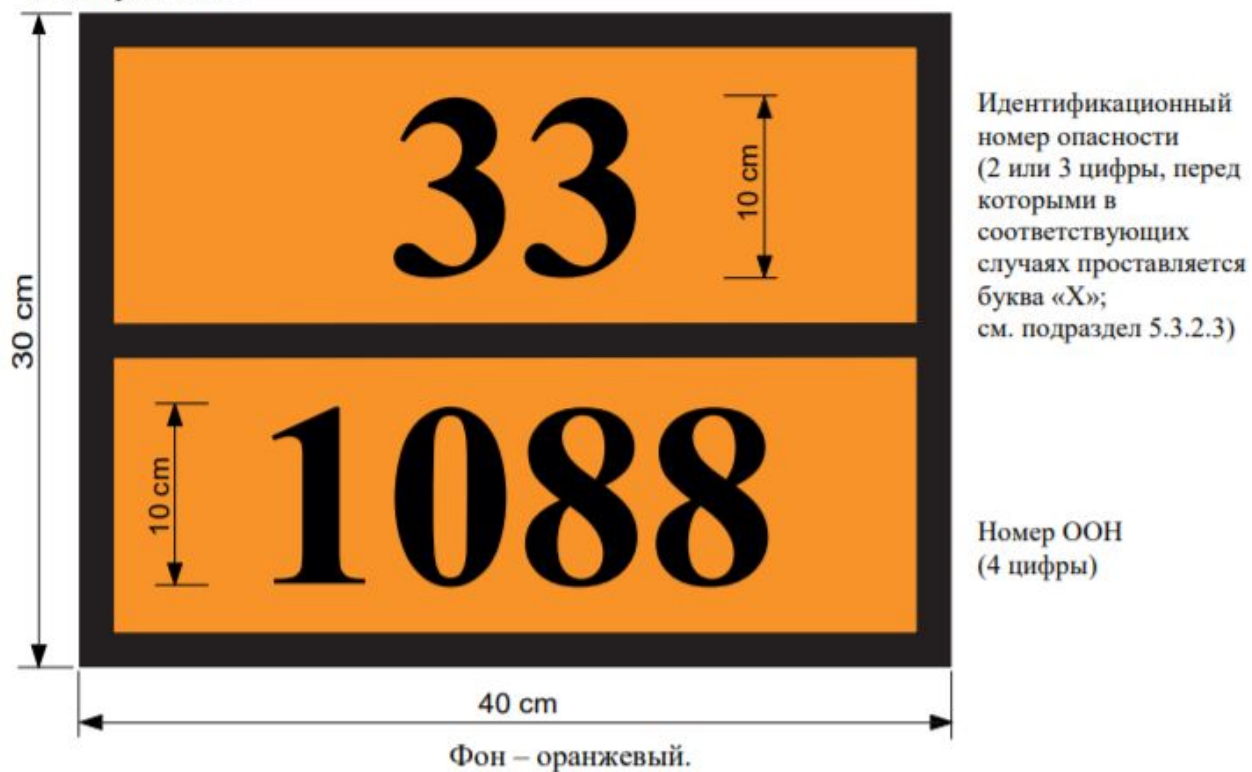 33
10 cm
Идентификационный
номер опасности
(2 или 3 цифры, перед
которыми в
соответствующих
случаях проставляется
буква «X»;
см. подраздел 5.3.2.3)
30 cm
1088
10 cm
Номер ООН
(4 цифры)
40 cm
Фон – оранжевый.